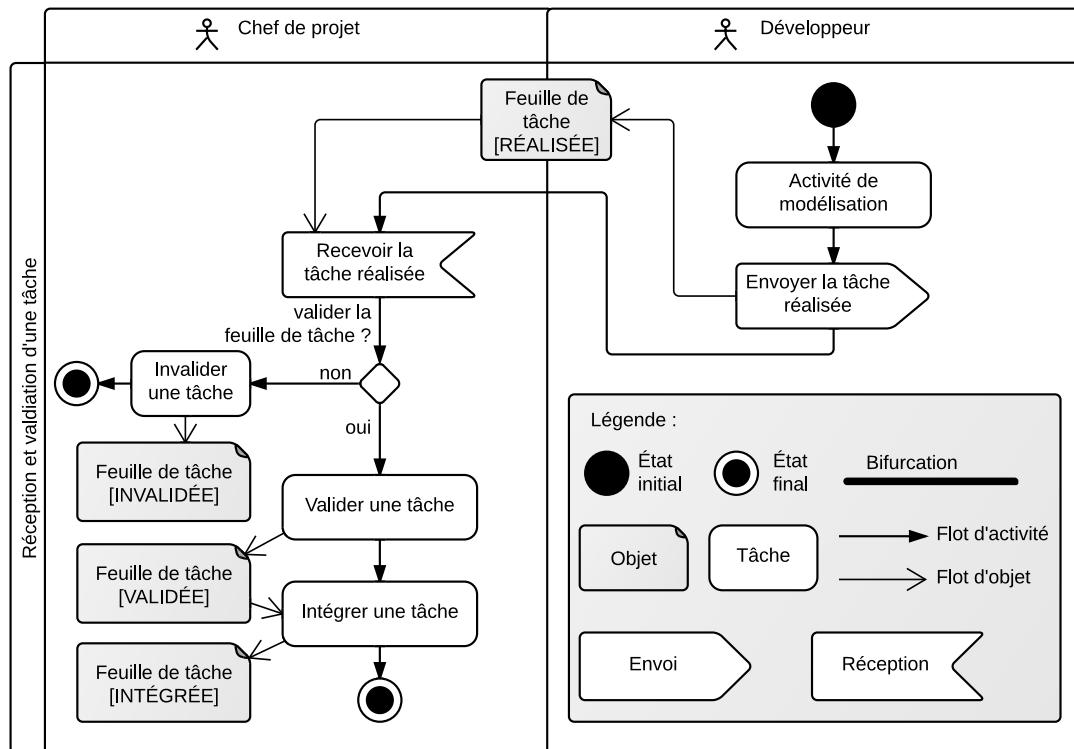 Chef de projet
Développeur
Réception et valdiation d'une tâche
Feuille de
tâche
[RÉALISÉE]
Activité de
modélisation
Recevoir la
tâche réalisée
Envoyer la tâche
réalisée
valider la
feuille de tâche ?
Invalider
une tâche
non
oui
Feuille de tâche
[INVALIDÉE]
Valider une tâche
Feuille de tâche
[VALIDÉE]
Intégrer une tâche
Feuille de tâche
[INTÉGRÉE]
Légende :
État
initial
État
final
Bifurcation
Objet
Tâche
Flot d'activité
Flot d'objet
Envoi
Réception